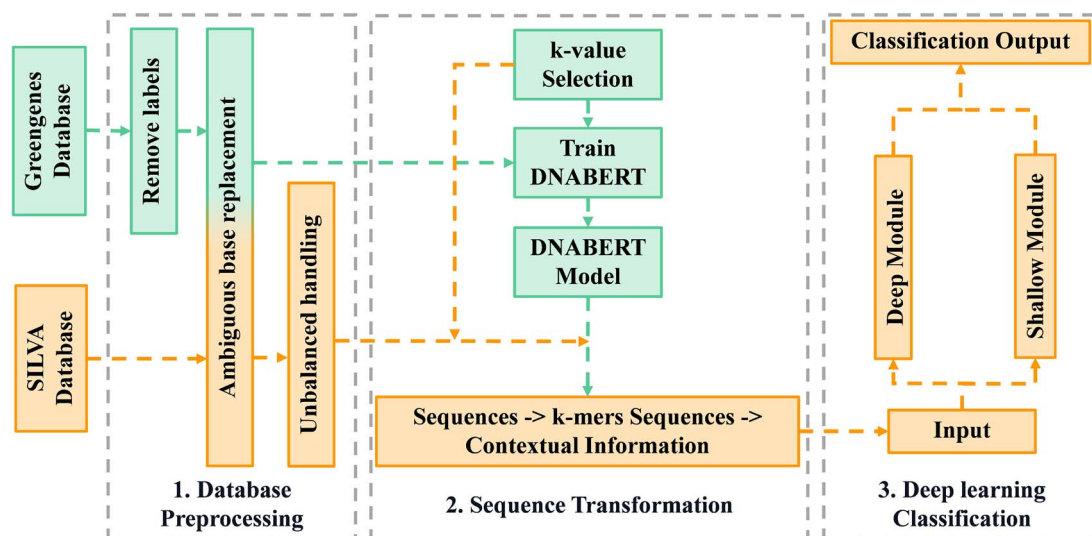 Greengenes
Database
SILVA
Database
Remove labels
Ambiguous base replacement
Unbalanced handling
1. Database
Preprocessing
k-value
Selection
Train
DNABERT
DNABERT
Model
Sequences -> k-mers Sequences ->
Contextual Information
2. Sequence Transformation
Classification Output
Deep Module
Shallow Module
Input
3. Deep learning
Classification